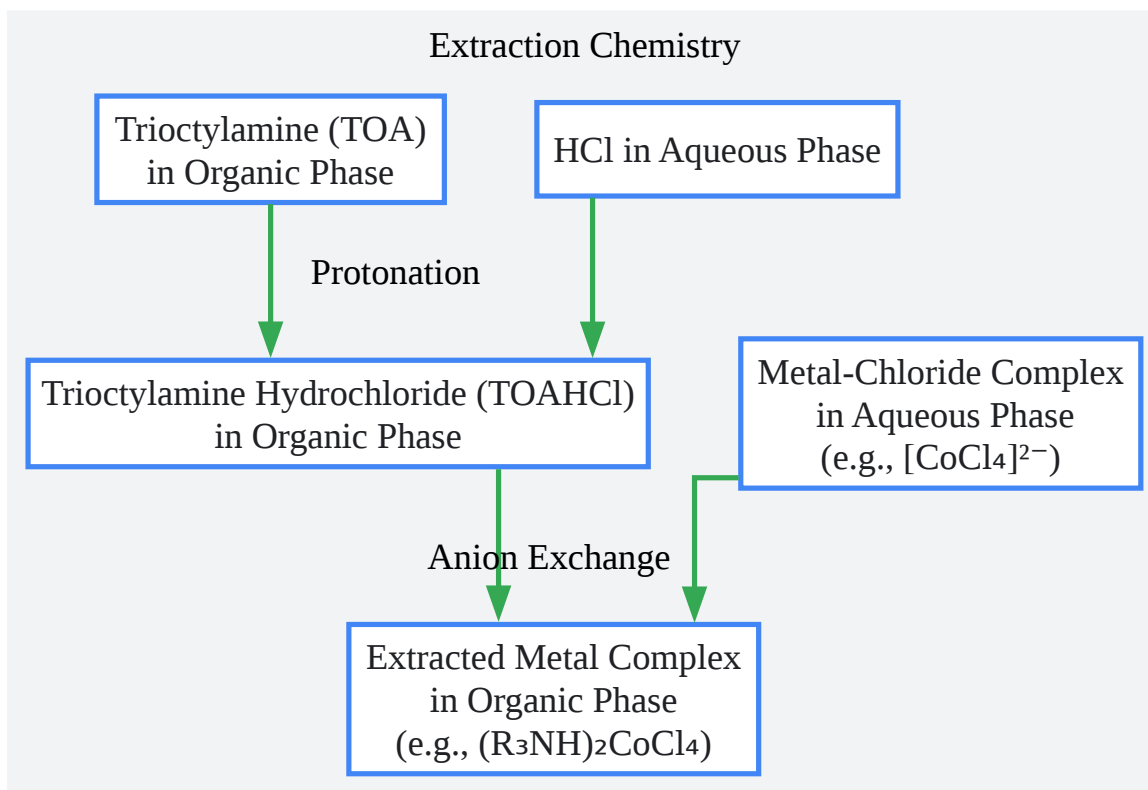 Extraction Chemistry
Trioctylamine (TOA)
in Organic Phase
HCl in Aqueous Phase
Protonation
Trioctylamine Hydrochloride (TOAHCl)
in Organic Phase
Metal-Chloride Complex
in Aqueous Phase
(e.g., [CoCl₄]²⁻)
Anion Exchange
Extracted Metal Complex
in Organic Phase
(e.g., (R₃NH)₂CoCl₄)